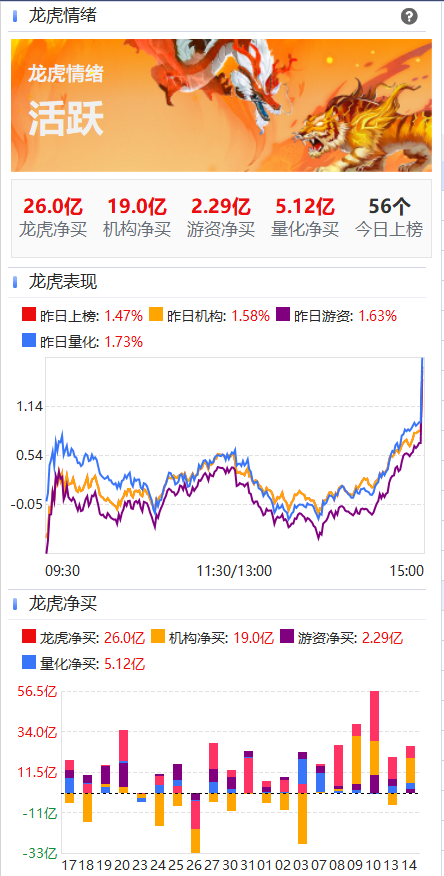 龙虎情绪
?
龙虎情绪
活跃
26.0亿 19.0亿 2.29亿 5.12亿 56个
龙虎净买 机构净买 游资净买 量化净买 今日上榜
龙虎表现
昨日上榜: 1.47% 昨日机构: 1.58% 昨日游资: 1.63%
昨日量化: 1.73%
1.14
0.54
-0.05
09:30 11:30/13:00 15:00
龙虎净买
龙虎净买: 26.0亿 机构净买: 19.0亿 游资净买: 2.29亿
量化净买: 5.12亿
56.5亿
34.0亿
11.5亿
-11亿
-33亿
17 18 19 20 23 24 25 26 27 30 31 01 02 03 07 08 09 10 13 14